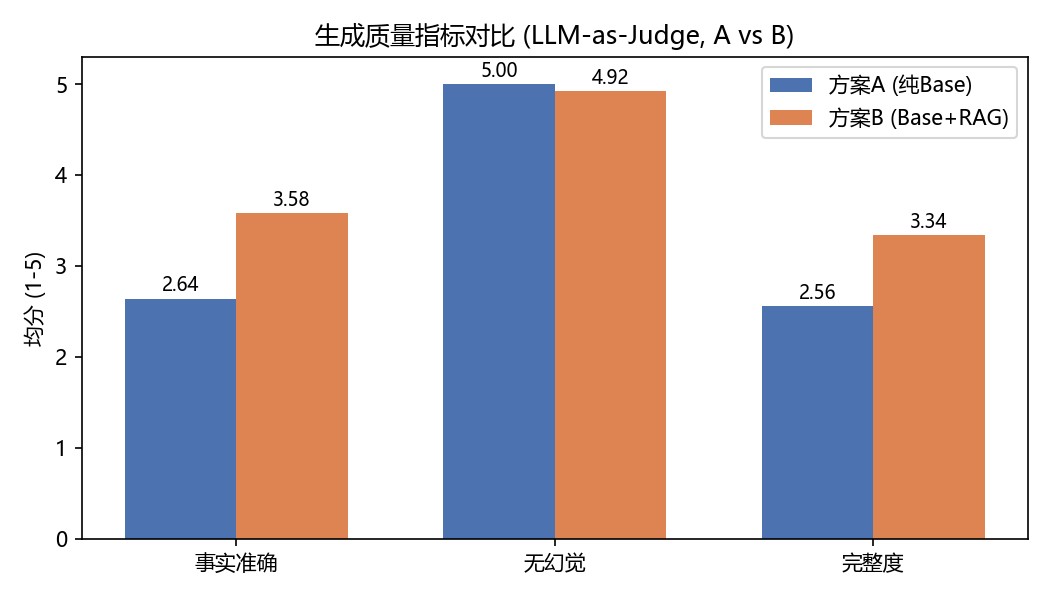 生成质量指标对比 (LLM-as-Judge, A vs B)
方案A (纯Base)
方案B (Base+RAG)
均分 (1-5)
5
4
3
2
1
0
2.64
3.58
5.00
4.92
2.56
3.34
事实准确
无幻觉
完整度